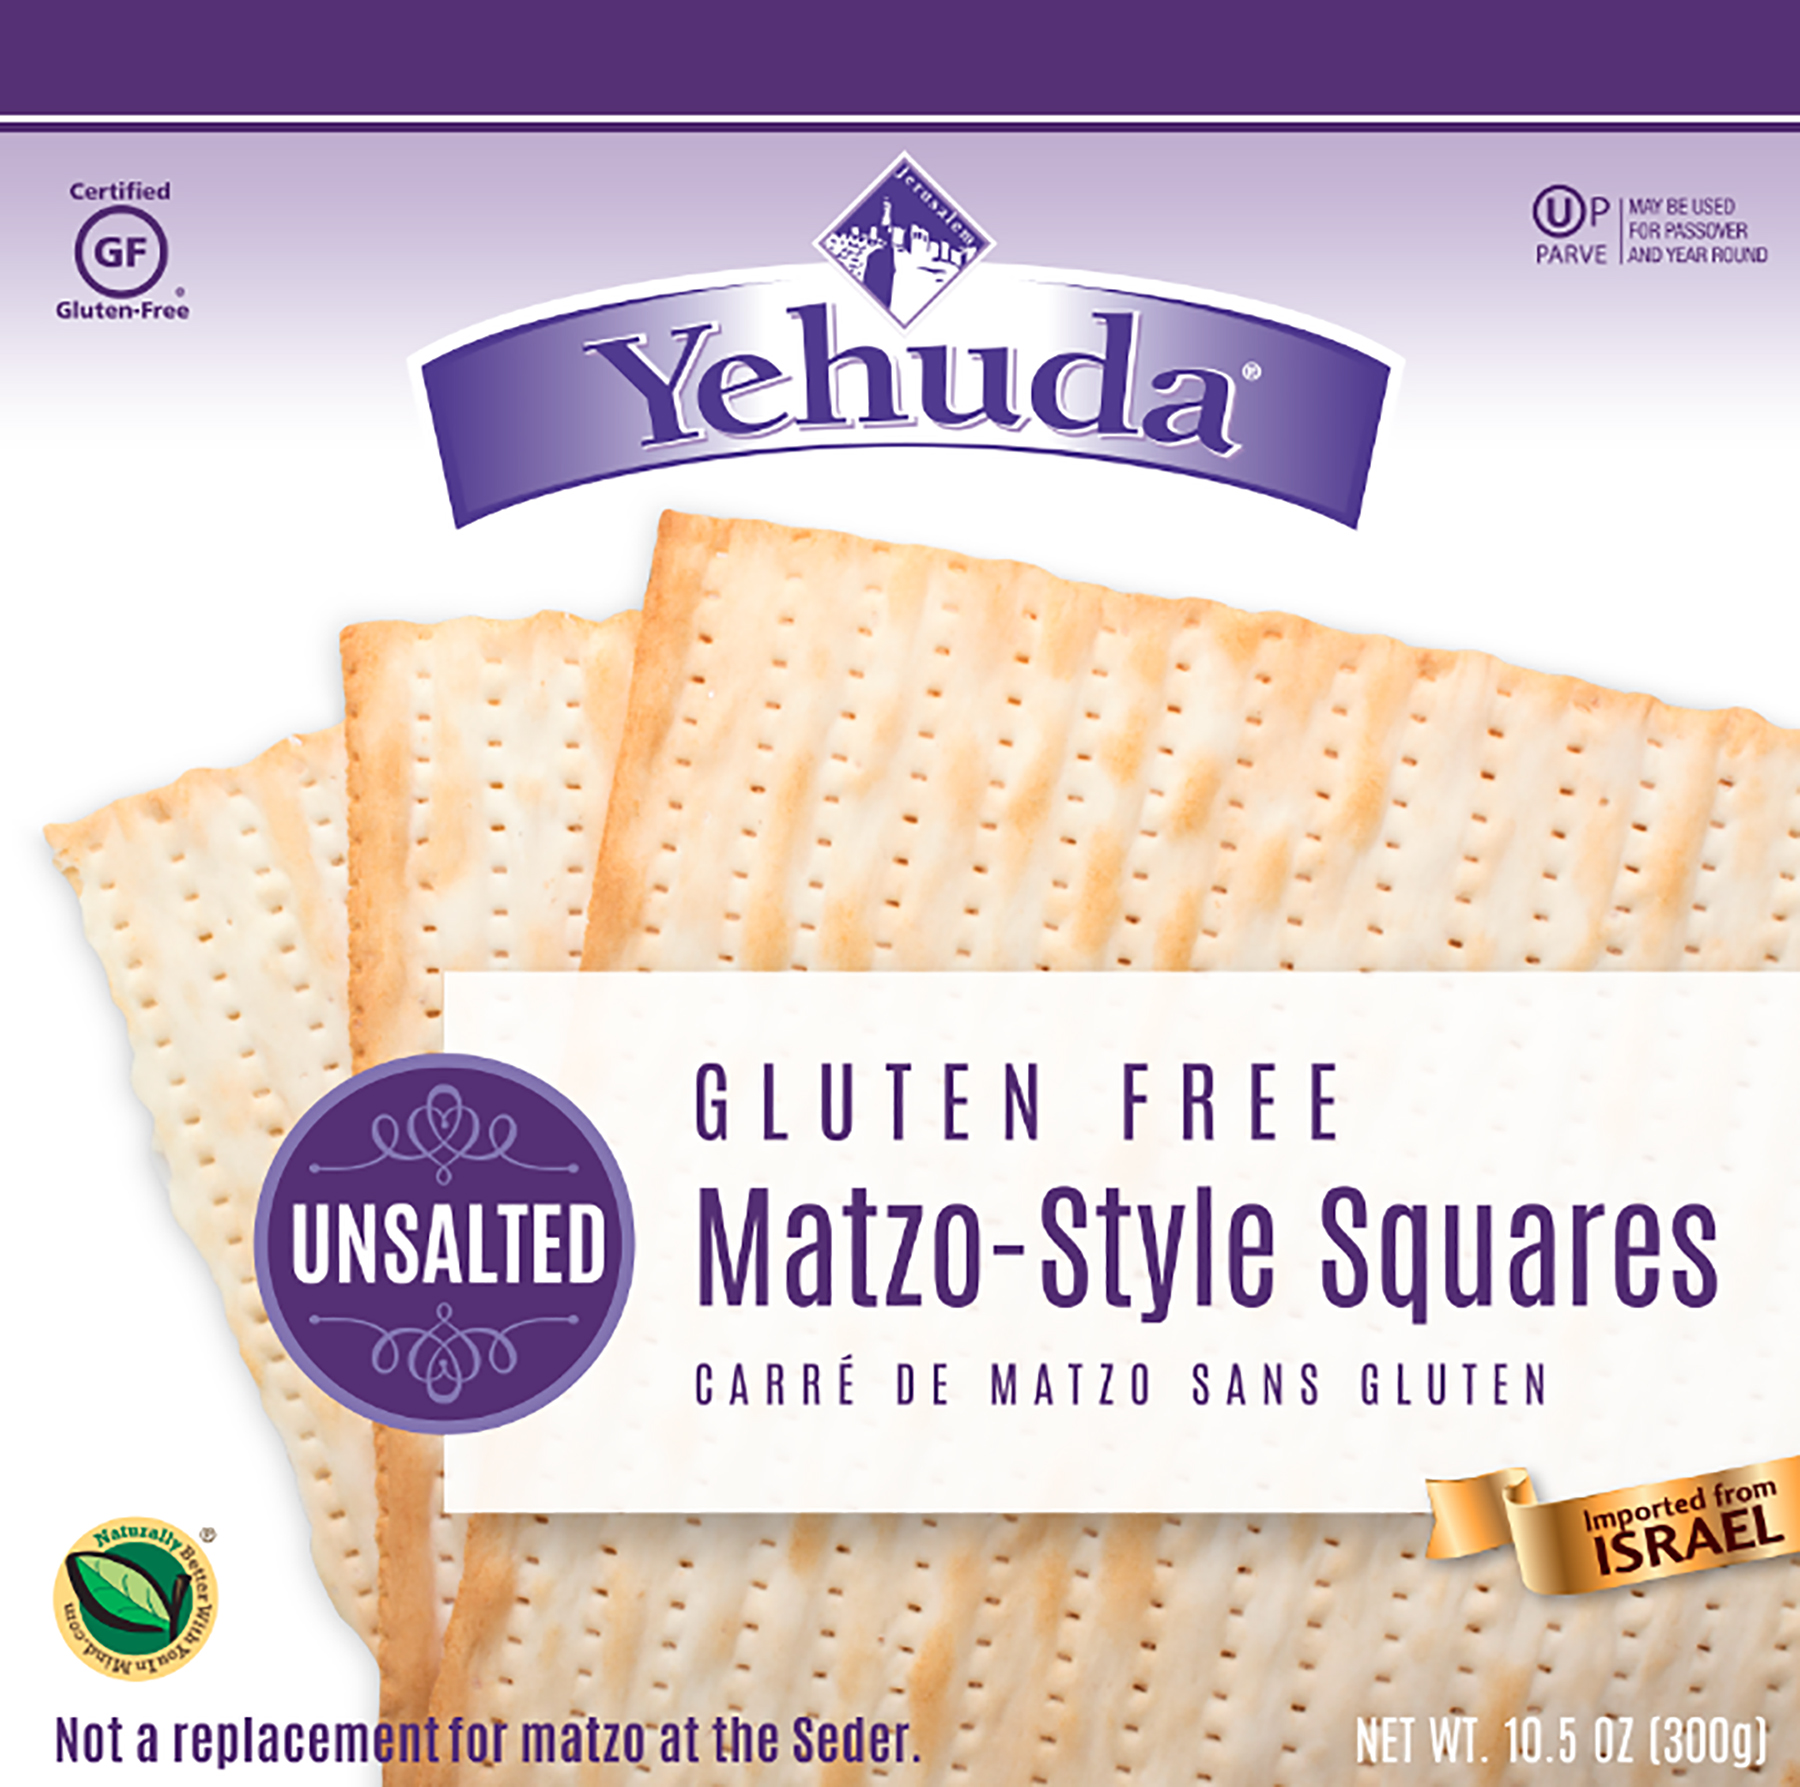 Certified
GF
Gluten-Free
Jerusalem
Yehuda®
UP
PARVE
MAY BE USED
FOR PASSOVER
AND YEAR ROUND
GLUTEN FREE
UNSALTED
Matzo-Style Squares
CARRÉ DE MATZO SANS GLUTEN
Imported from
ISRAEL
Naturally Better With You In Mind.com®
Not a replacement for matzo at the Seder.
NET WT. 10.5 OZ (300g)